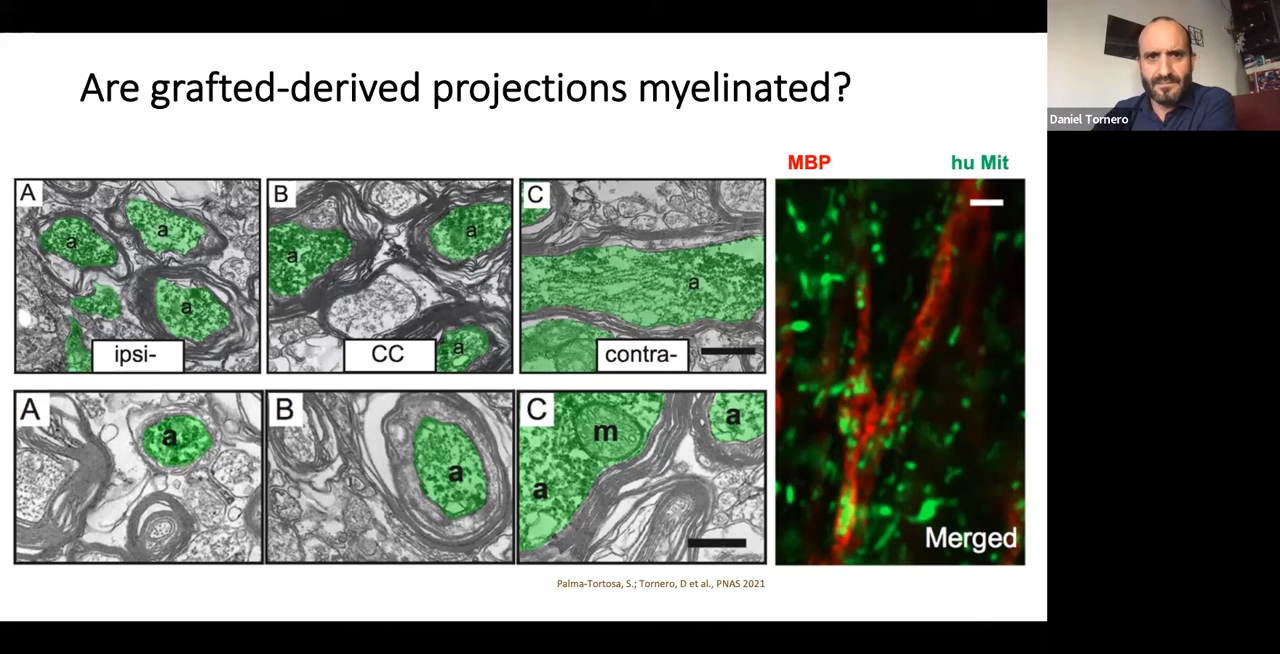 Are grafted-derived projections myelinated?
Daniel Tornero
MBP
hu Mit
A
a
a
a
ipsi-
B
a
a
a
CC
C
a
contra-
A
a
B
a
C
m
a
a
Merged
Palma-Tortosa, S.; Tornero, D et al., PNAS 2021